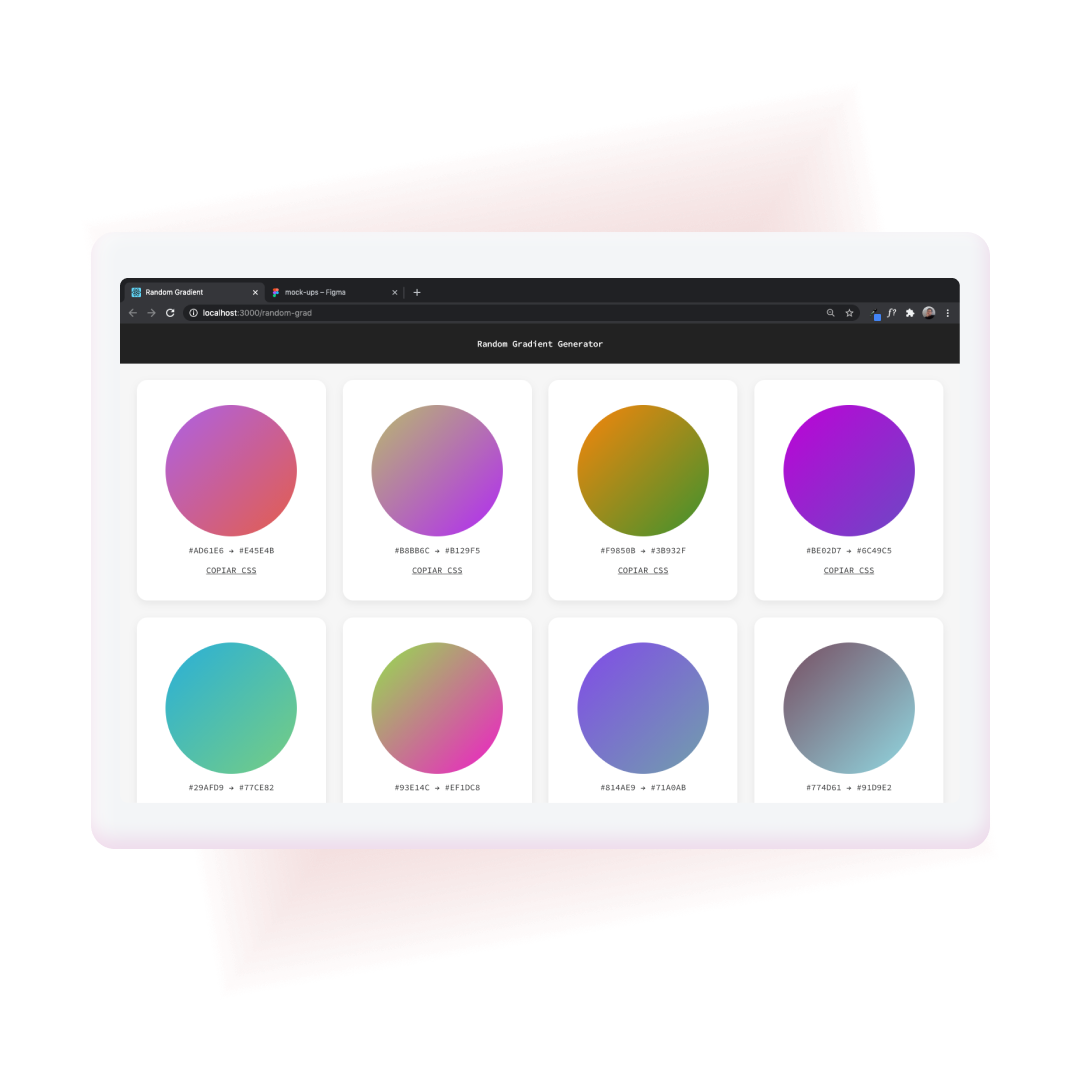 Random Gradient
mock-ups – Figma
localhost:3000/random-grad
f?
Random Gradient Generator
#AD61E6 → #E45E4B
#B8BB6C → #B129F5
#F9850B → #3B932F
#BE02D7 → #6C49C5
COPIAR CSS
COPIAR CSS
COPIAR CSS
COPIAR CSS
#29AFD9 → #77CE82
#93E14C → #EF1DC8
#814AE9 → #71A0AB
#774D61 → #91D9E2